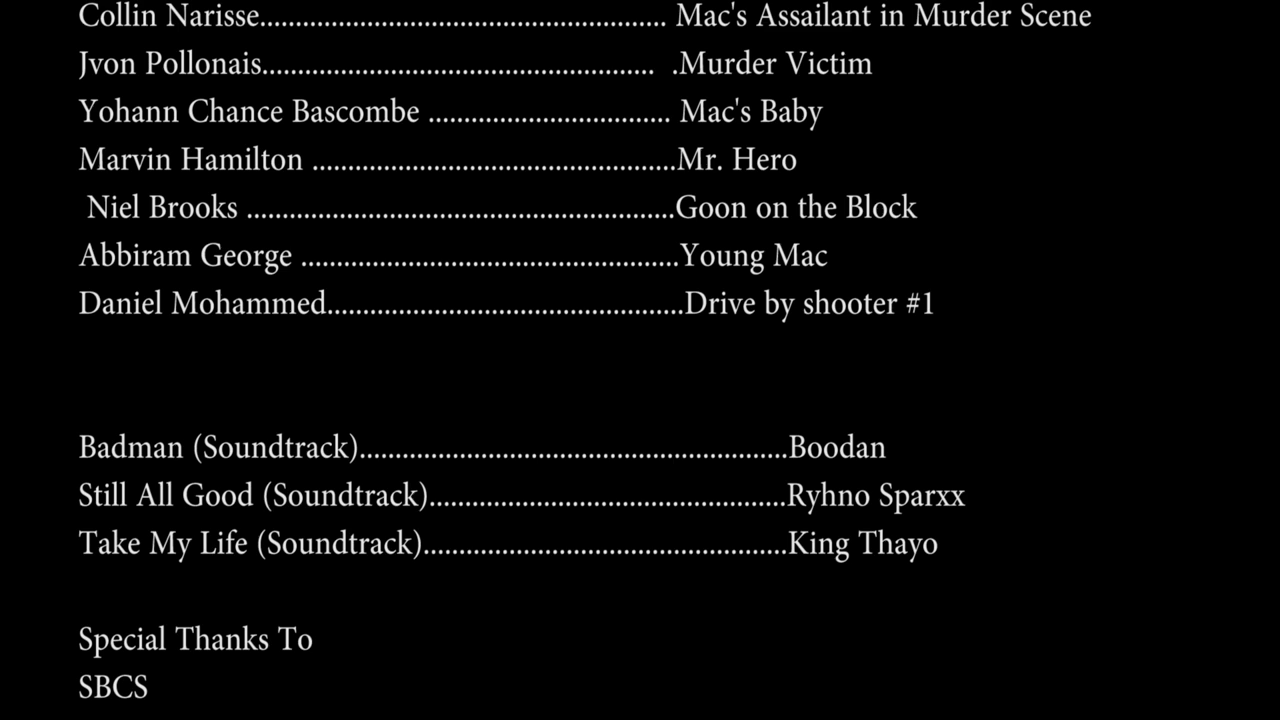 Collin Narisse............................................. Mac's Assailant in Murder Scene
Jvon Pollonais............................................  .Murder Victim
Yohann Chance Bascombe ........................... Mac's Baby
Marvin Hamilton .........................................Mr. Hero
Niel Brooks ................................................Goon on the Block
Abbiram George ..........................................Young Mac
Daniel Mohammed........................................Drive by shooter #1
Badman (Soundtrack)................................................Boodan
Still All Good (Soundtrack)........................................Ryhno Sparxx
Take My Life (Soundtrack).........................................King Thayo
Special Thanks To
SBCS